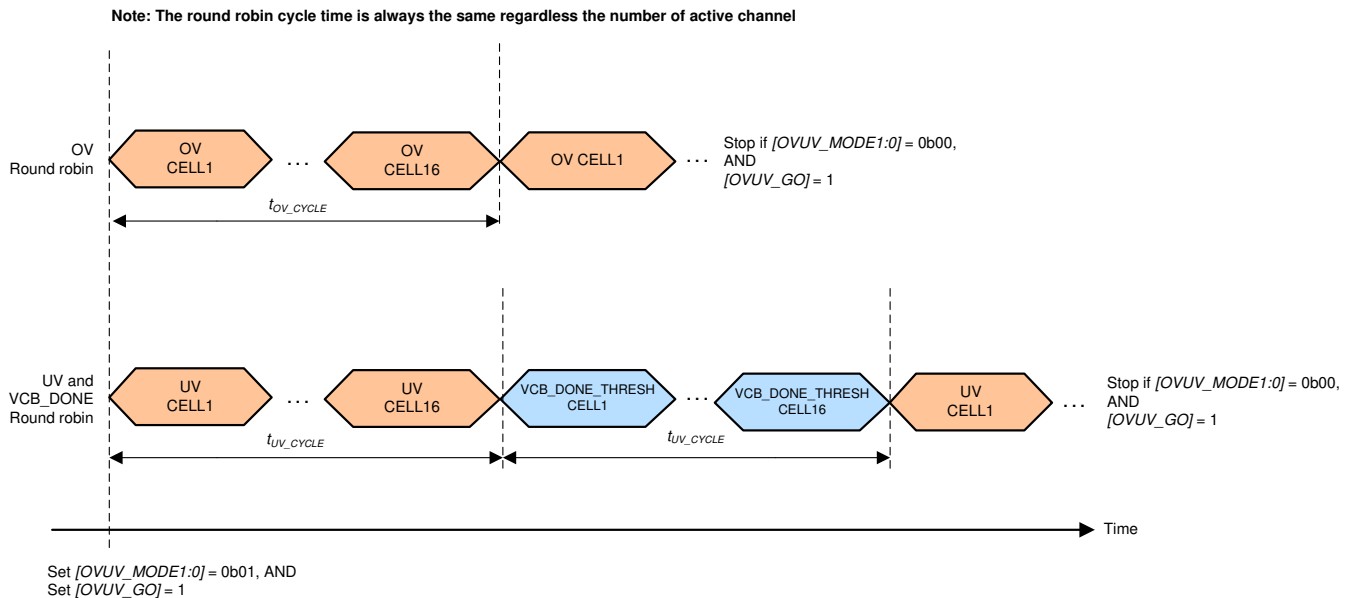 Note: The round robin cycle time is always the same regardless the number of active channel
OV
Round robin
OV
CELL1
...
OV
CELL16
OV CELL1
...
Stop if [OVUV_MODE1:0] = 0b00,
AND
[OVUV_GO] = 1
tOV_CYCLE
UV and
VCB_DONE
Round robin
UV
CELL1
...
UV
CELL16
VCB_DONE_THRESH
CELL1
...
VCB_DONE_THRESH
CELL16
UV
CELL1
...
Stop if [OVUV_MODE1:0] = 0b00,
AND
[OVUV_GO] = 1
tUV_CYCLE
tUV_CYCLE
Time
Set [OVUV_MODE1:0] = 0b01, AND
Set [OVUV_GO] = 1